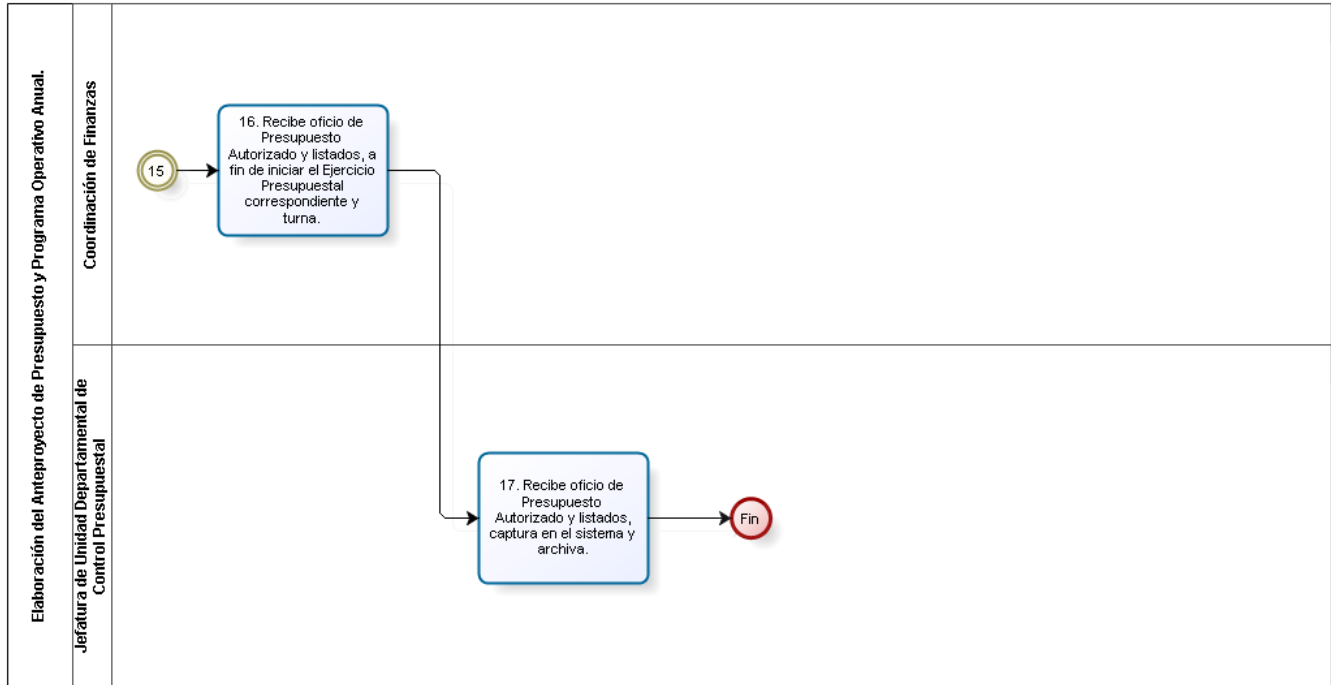 Elaboración del Anteproyecto de Presupuesto y Programa Operativo Anual.
Coordinación de Finanzas
15
16. Recibe oficio de
Presupuesto
Autorizado y listados, a
fin de iniciar el Ejercicio
Presupuestal
correspondiente y
turna.
Jefatura de Unidad Departamental de
Control Presupuestal
17. Recibe oficio de
Presupuesto
Autorizado y listados,
captura en el sistema y
archiva.
Fin